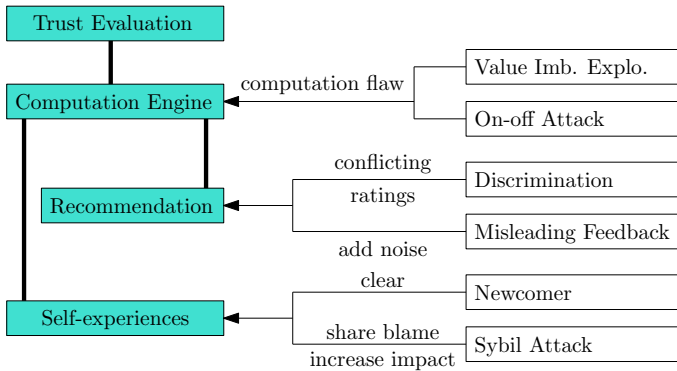 Trust Evaluation
Value Imb. Explo.
computation flaw
Computation Engine
On-off Attack
conflicting
Discrimination
ratings
Recommendation
Misleading Feedback
add noise
clear
Newcomer
Self-experiences
share blame
Sybil Attack
increase impact